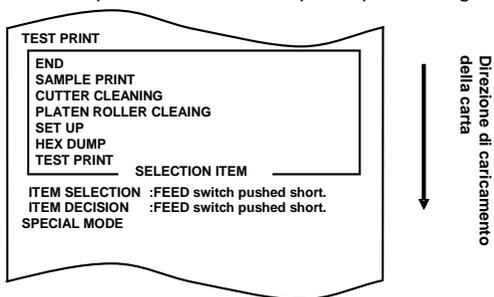 TEST PRINT
END
SAMPLE PRINT
CUTTER CLEANING
PLATEN ROLLER CLEAING
SET UP
HEX DUMP
TEST PRINT
SELECTION ITEM
ITEM SELECTION :FEED switch pushed short.
ITEM DECISION :FEED switch pushed short.
SPECIAL MODE
Direzione di caricamento
della carta